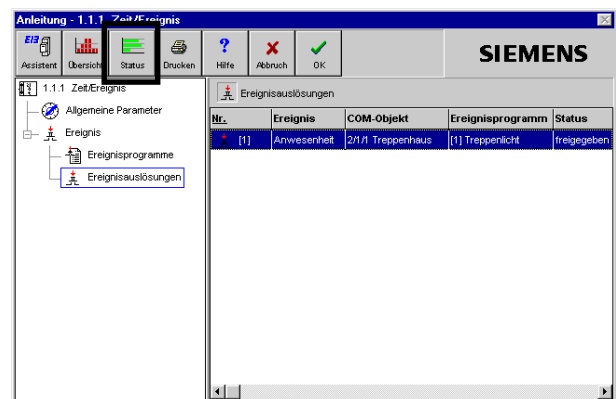 Anleitung - 1.1.1 Zeit/Ereignis
EIB
Assistent Übersicht Status Drucken Hilfe Abbruch OK
SIEMENS
1.1.1 Zeit/Ereignis
Allgemeine Parameter
Ereignis
Ereignisprogramme
Ereignisauslösungen
Ereignisauslösungen
Nr. Ereignis COM-Objekt Ereignisprogramm Status
[1] Anwesenheit 2/1/1 Treppenhaus [1] Treppenlicht freigegeben